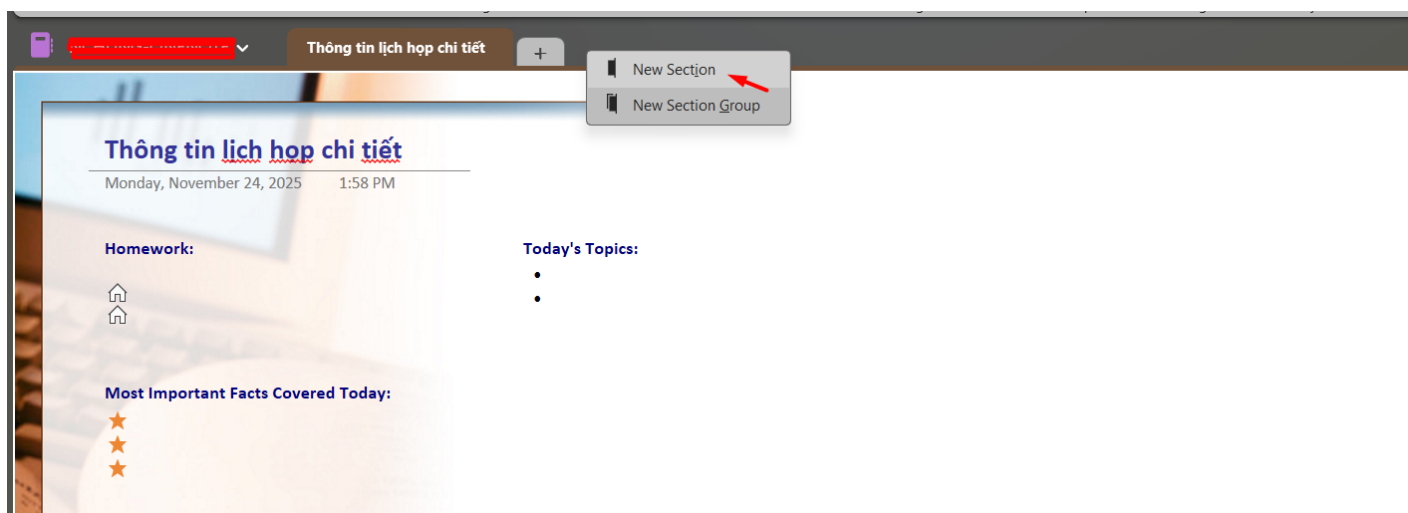 Thông tin lịch họp chi tiết
+
New Section
New Section Group
Thông tin lịch họp chi tiết
Monday, November 24, 2025 1:58 PM
Homework: Today's Topics:
Most Important Facts Covered Today: